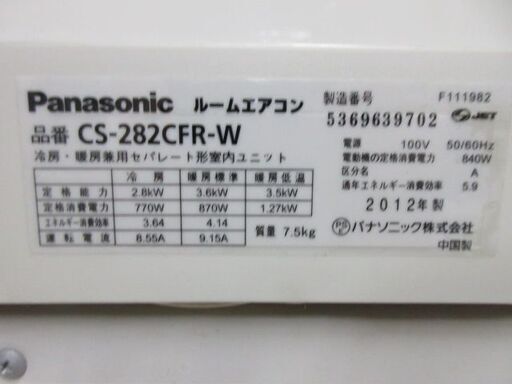 Panasonic ルームエアコン
品番 CS-282CFR-W
冷房・暖房兼用セパレート形室内ユニット
冷房 暖房標準 暖房低温
定格能力 2.8kW 3.6kW 3.5kW
定格消費電力 770W 870W 1.27kW
エネルギー消費効率 3.64 4.14
運転電流 8.55A 9.15A 質量 7.5kg
製造番号 F111982
5369639702
JET
電源 100V 50/60Hz
電動機の定格消費電力 840W
区分名 A
通年エネルギー消費効率 5.9
2012年製
PSE パナソニック株式会社
中国製